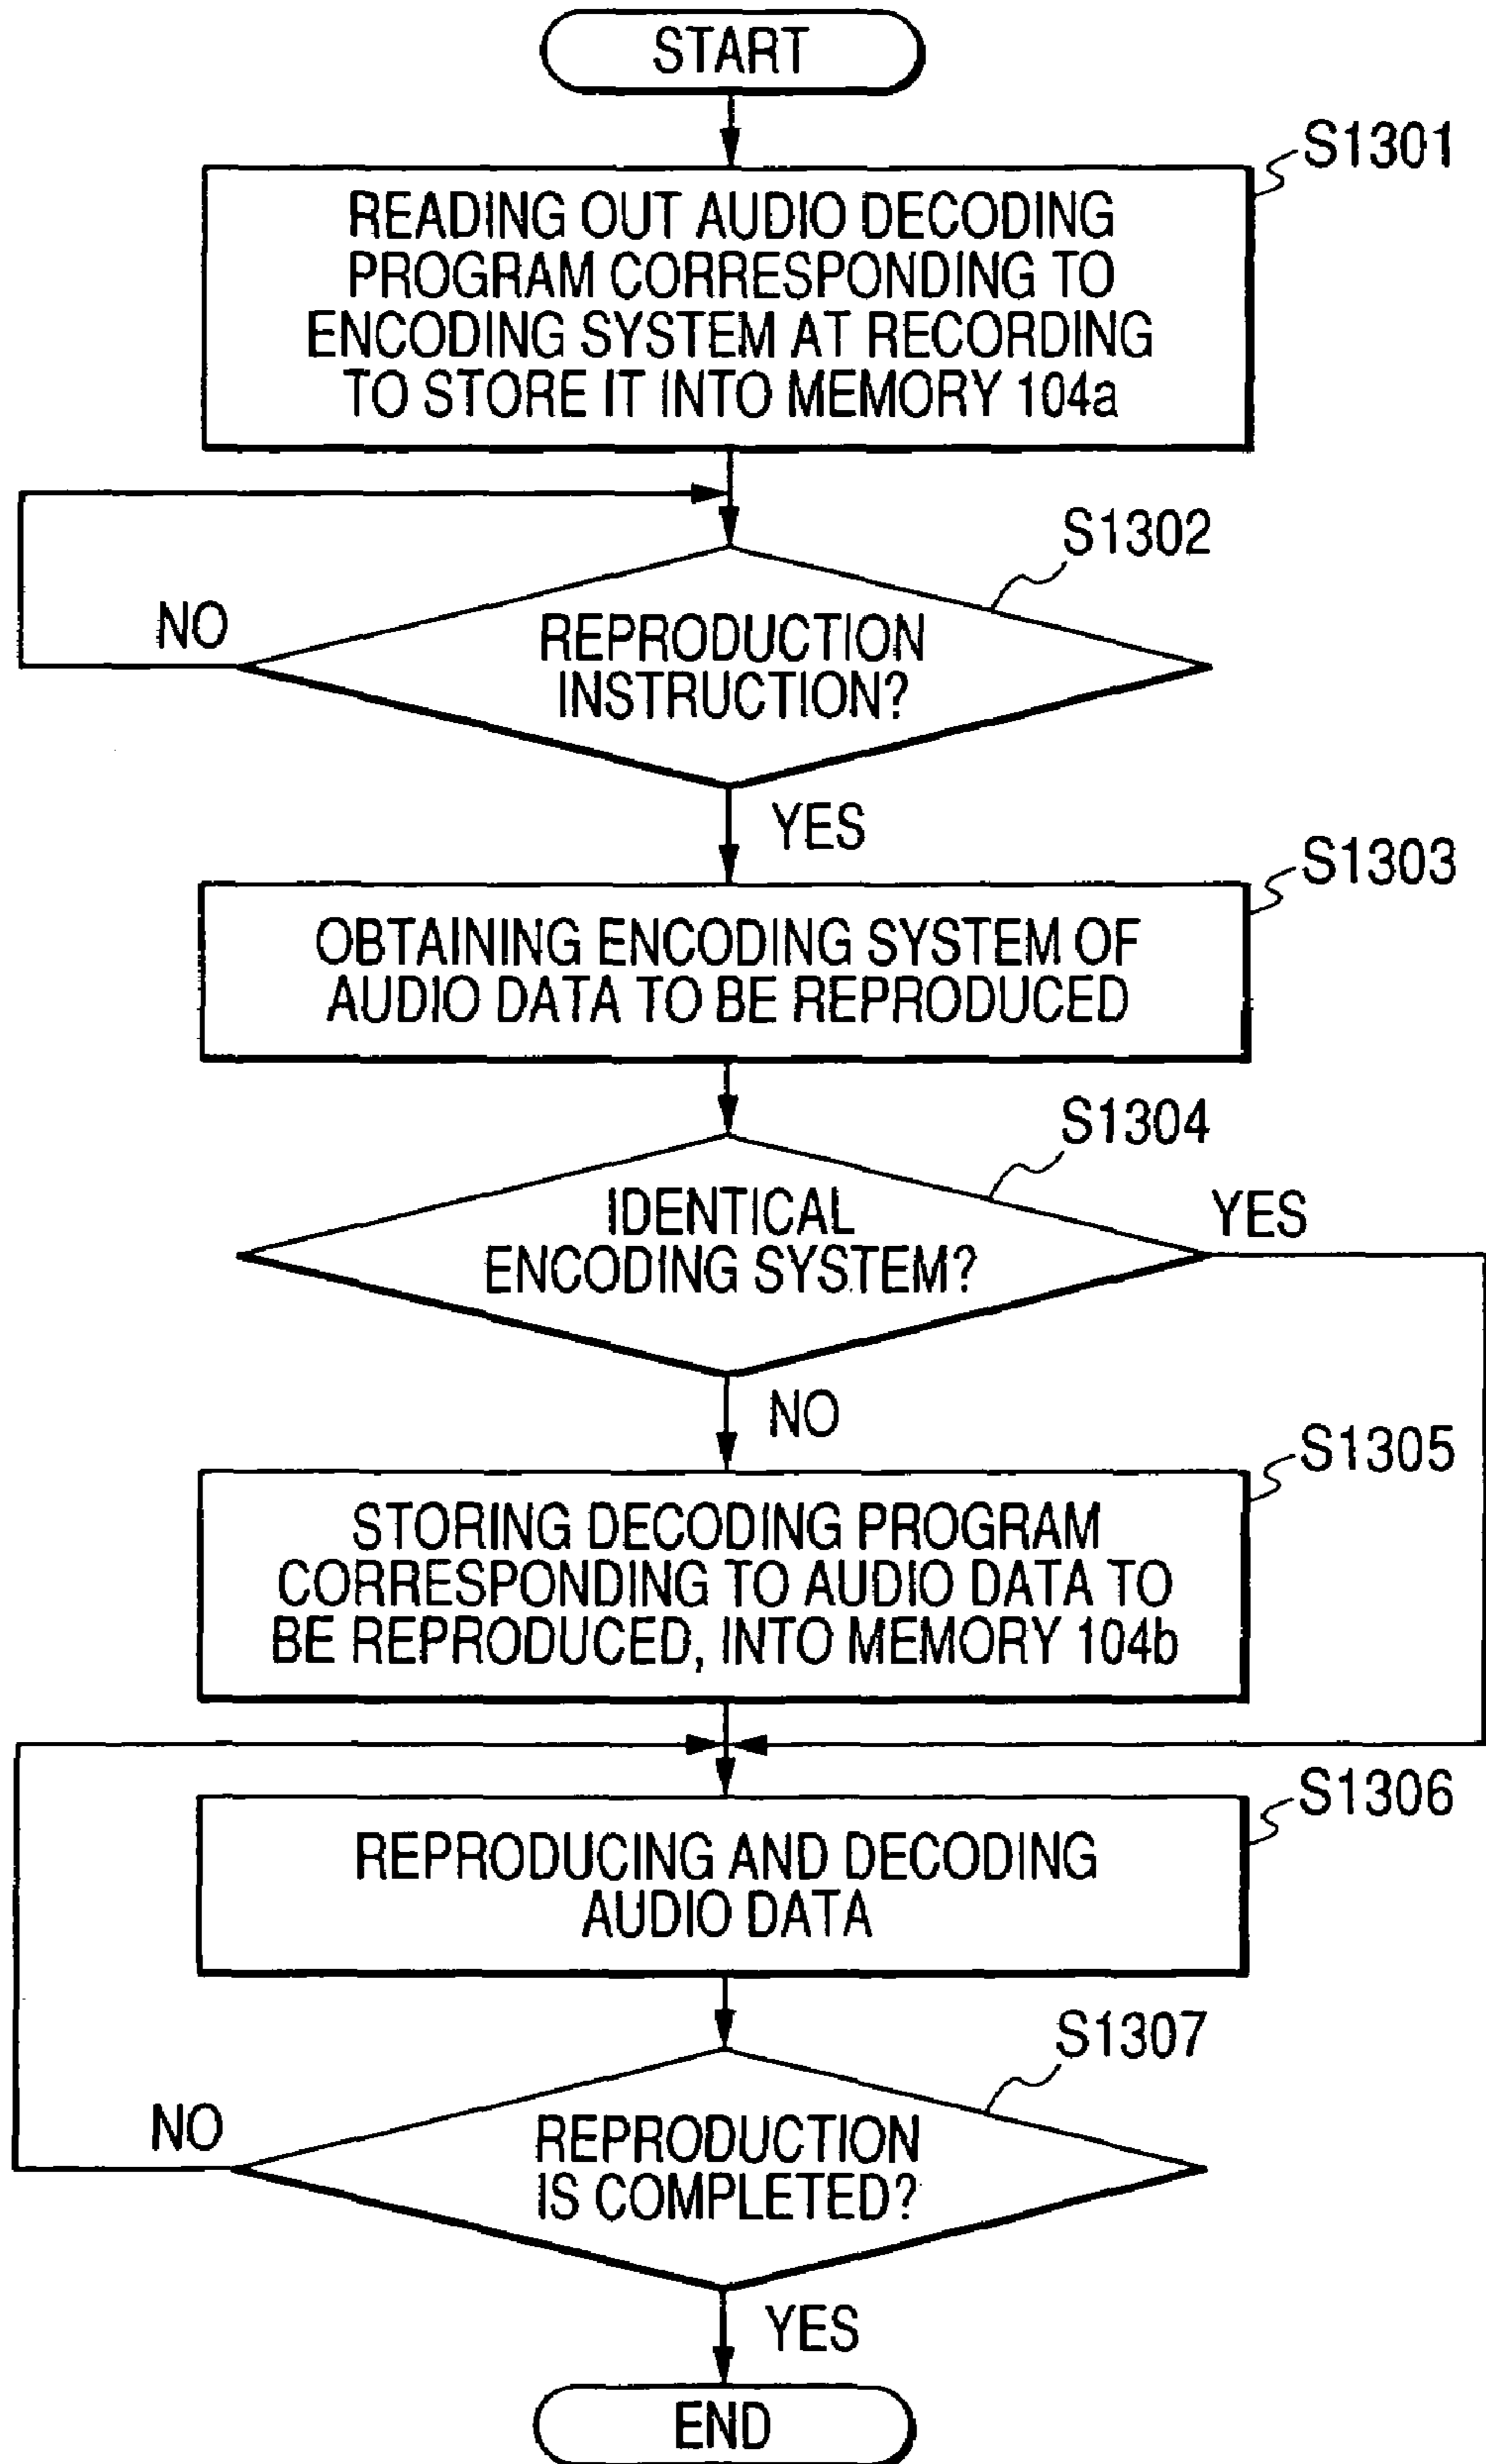 START
S1301
READING OUT AUDIO DECODING
PROGRAM CORRESPONDING TO
ENCODING SYSTEM AT RECORDING
TO STORE IT INTO MEMORY 104a
S1302
NO
REPRODUCTION
INSTRUCTION?
YES
S1303
OBTAINING ENCODING SYSTEM OF
AUDIO DATA TO BE REPRODUCED
S1304
IDENTICAL
ENCODING SYSTEM?
YES
NO
S1305
STORING DECODING PROGRAM
CORRESPONDING TO AUDIO DATA TO
BE REPRODUCED, INTO MEMORY 104b
S1306
REPRODUCING AND DECODING
AUDIO DATA
S1307
NO
REPRODUCTION
IS COMPLETED?
YES
END